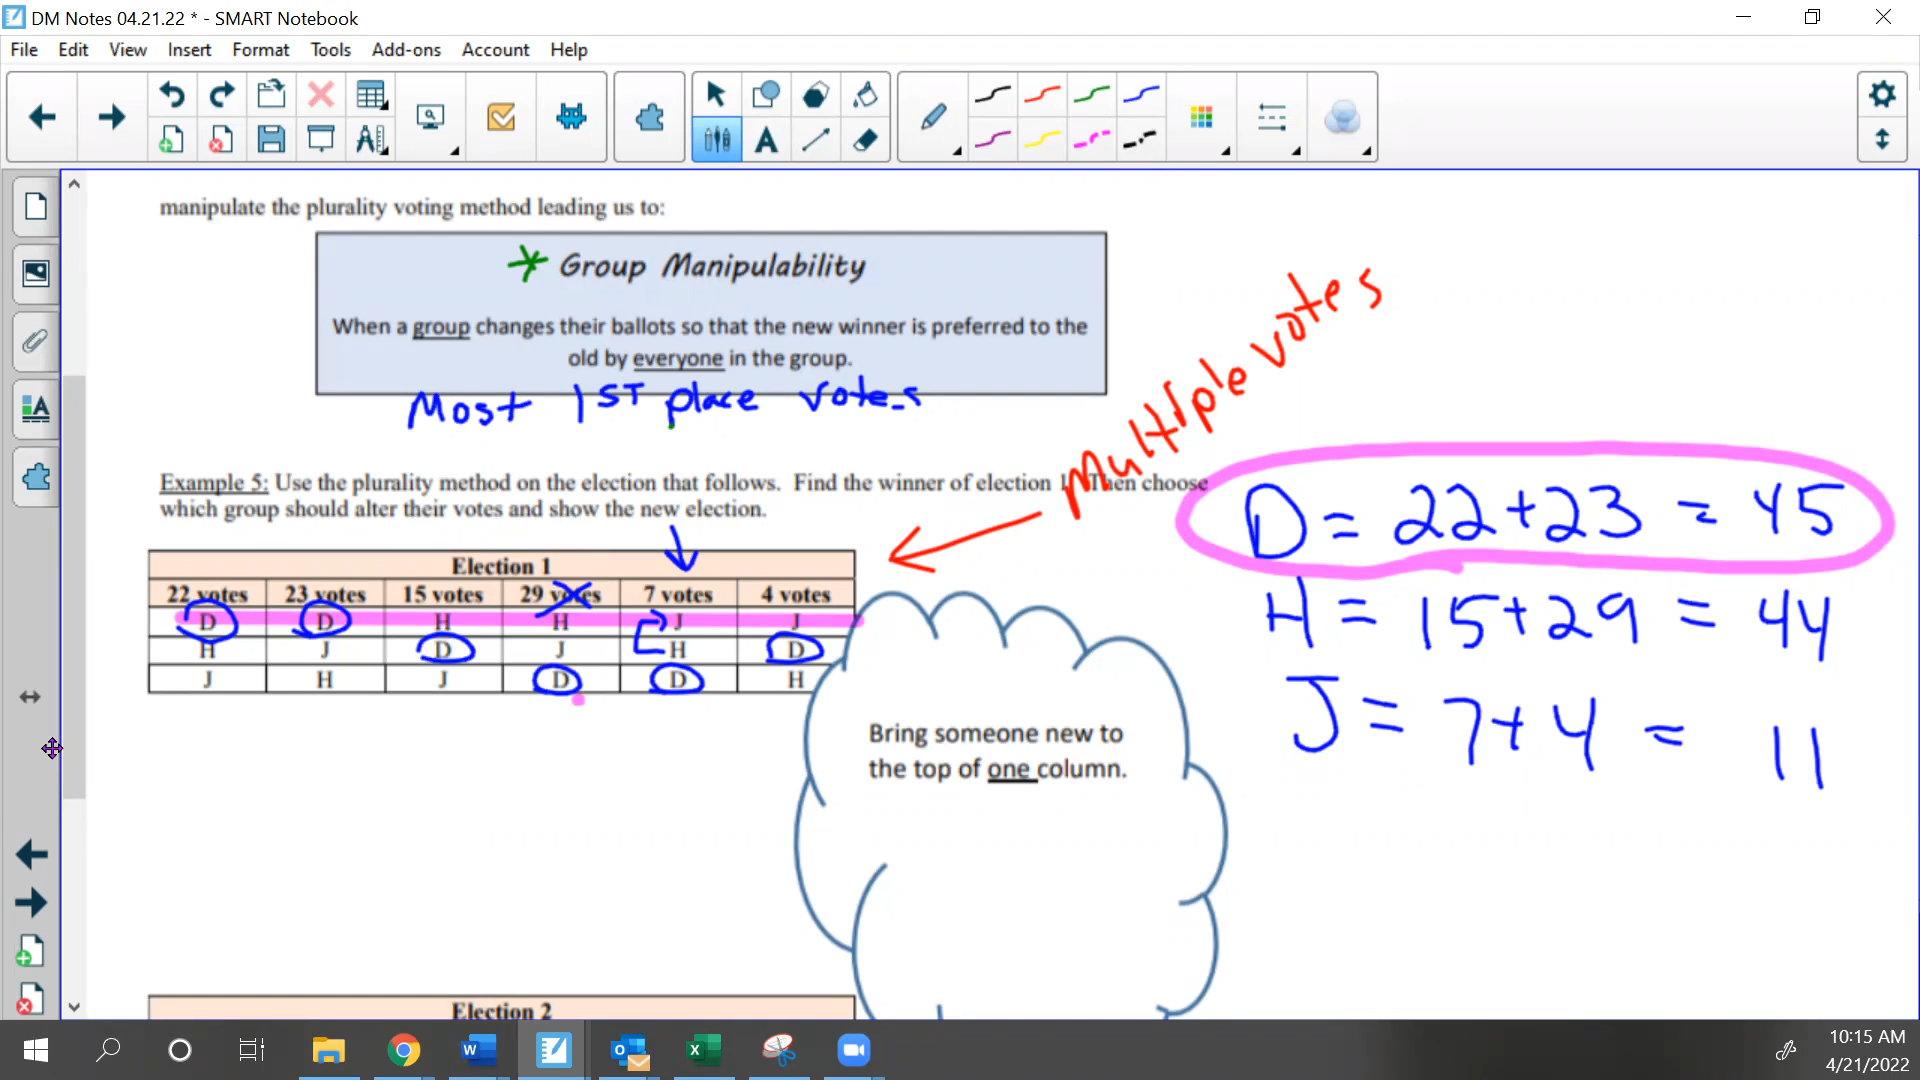 DM Notes 04.21.22 * - SMART Notebook
File Edit View Insert Format Tools Add-ons Account Help
manipulate the plurality voting method leading us to:
* Group Manipulability
When a group changes their ballots so that the new winner is preferred to the
old by everyone in the group.
Most 1ST place votes
Multiple votes
Example 5: Use the plurality method on the election that follows. Find the winner of election 1. Then choose
which group should alter their votes and show the new election.
D = 22+23 = 45
H = 15+29 = 44
J = 7+4 = 11
Election 1
22 votes 23 votes 15 votes 29 votes 7 votes 4 votes
D D H H J J
H J D J H D
J H J D D H
Bring someone new to
the top of one column.
Election 2
10:15 AM
4/21/2022